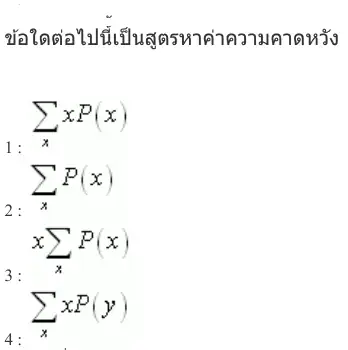 ข้อใดต่อไปนี้เป็นสูตรหาค่าความคาดหวัง
1 : ∑ₓ xP(x)
2 : ∑ₓ P(x)
3 : x∑ₓ P(x)
4 : ∑ₓ xP(y)